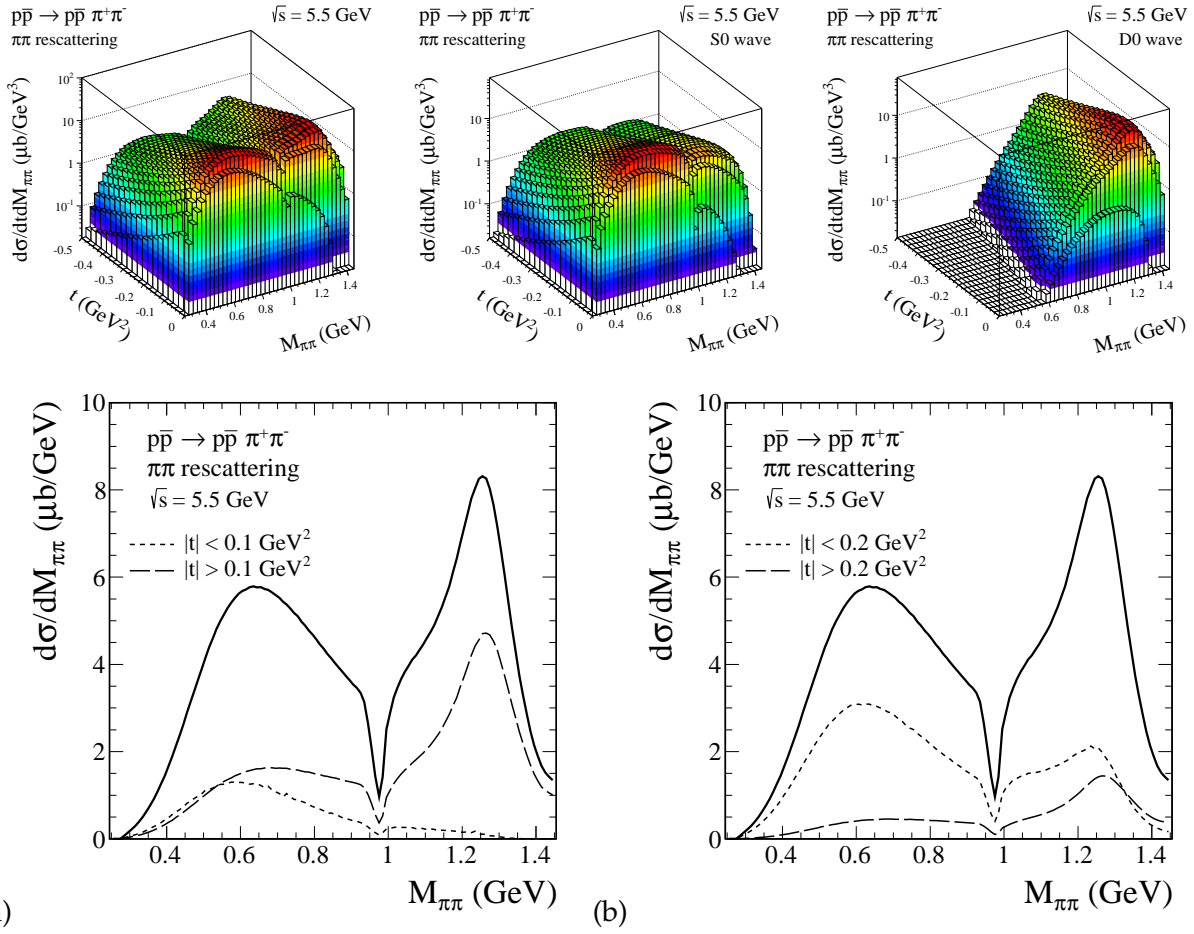 pp̅ → pp̅ π⁺π⁻ √s = 5.5 GeV
ππ rescattering
dσ/dtdM_ππ (μb/GeV³)
10²
10
1
10⁻¹
-0.5
-0.4
-0.3
-0.2
-0.1
0
t (GeV²)
0.4 0.6 0.8 1 1.2 1.4
M_ππ (GeV)
pp̅ → pp̅ π⁺π⁻ √s = 5.5 GeV
ππ rescattering S0 wave
dσ/dtdM_ππ (μb/GeV³)
10
1
10⁻¹
-0.5
-0.4
-0.3
-0.2
-0.1
0
t (GeV²)
0.4 0.6 0.8 1 1.2 1.4
M_ππ (GeV)
pp̅ → pp̅ π⁺π⁻ √s = 5.5 GeV
ππ rescattering D0 wave
dσ/dtdM_ππ (μb/GeV³)
10
1
10⁻¹
-0.5
-0.4
-0.3
-0.2
-0.1
0
t (GeV²)
0.4 0.6 0.8 1 1.2 1.4
M_ππ (GeV)
dσ/dM_ππ (μb/GeV)
10
8
6
4
2
0
pp̅ → pp̅ π⁺π⁻
ππ rescattering
√s = 5.5 GeV
|t| < 0.1 GeV²
|t| > 0.1 GeV²
0.4 0.6 0.8 1 1.2 1.4
M_ππ (GeV)
)
dσ/dM_ππ (μb/GeV)
10
8
6
4
2
0
pp̅ → pp̅ π⁺π⁻
ππ rescattering
√s = 5.5 GeV
|t| < 0.2 GeV²
|t| > 0.2 GeV²
0.4 0.6 0.8 1 1.2 1.4
M_ππ (GeV)
(b)